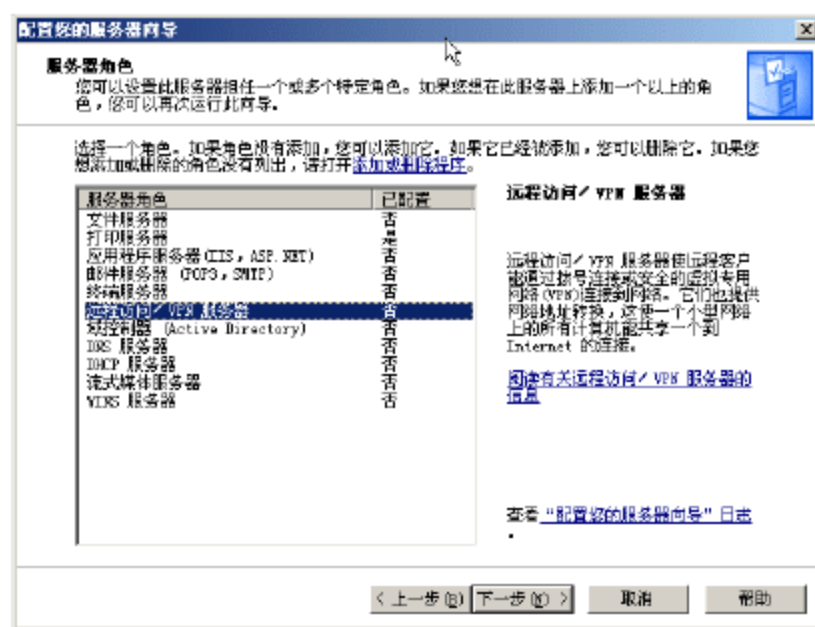 配置您的服务器向导
服务器角色
您可以设置此服务器担任一个或多个特定角色。如果您想在此服务器上添加一个以上的角
色，您可以再次运行此向导。
选择一个角色。如果角色没有添加，您可以添加它。如果它已经被添加，您可以删除它。如果您
想添加或删除的角色没有列出，请打开添加或删除程序。
服务器角色 已配置
文件服务器 否
打印服务器 是
应用程序服务器(IIS，ASP.NET) 否
邮件服务器 (POP3，SMTP) 否
终端服务器 否
远程访问/VPN 服务器 否
域控制器 (Active Directory) 否
DNS 服务器 否
DHCP 服务器 否
流式媒体服务器 否
WINS 服务器 否
远程访问/VPN 服务器
远程访问/VPN 服务器使远程客户
能通过拨号连接或安全的虚拟专用
网络(VPN)连接到网络。它们也提供
网络地址转换，这使一个小型网络
上的所有计算机能共享一个到
Internet 的连接。
阅读有关远程访问/VPN 服务器的
信息
查看“配置您的服务器向导”日志
.
< 上一步(B) 下一步(N) > 取消 帮助